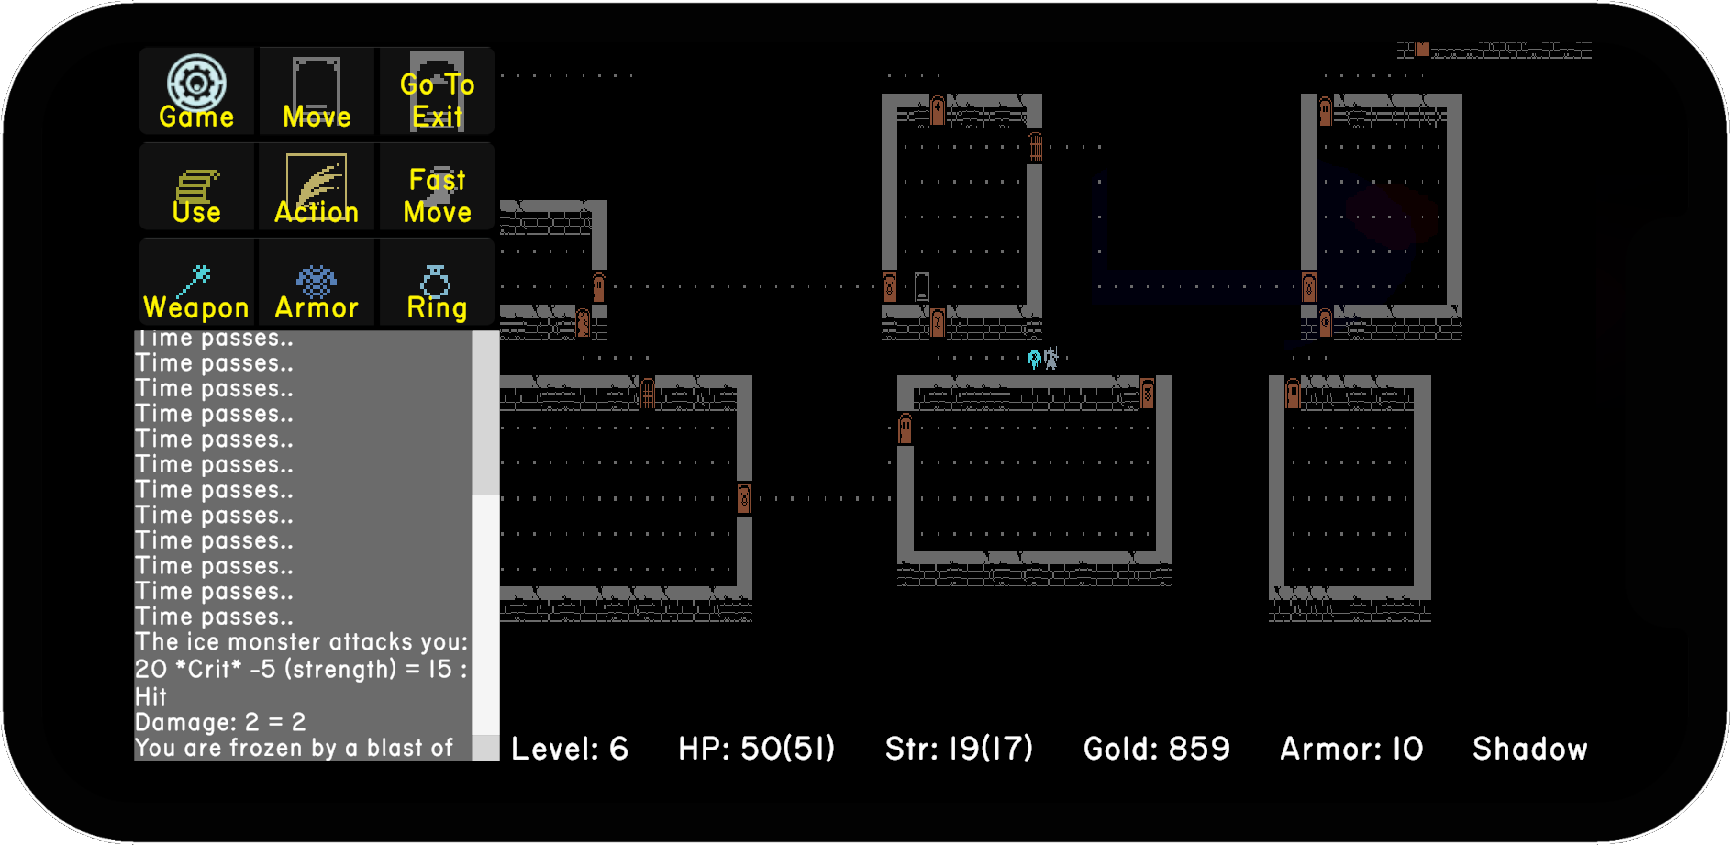 Game
Move
Go To
Exit
Use
Action
Fast
Move
Weapon
Armor
Ring
Time passes..
Time passes..
Time passes..
Time passes..
Time passes..
Time passes..
Time passes..
Time passes..
Time passes..
Time passes..
Time passes..
Time passes..
The ice monster attacks you:
20 *Crit* -5 (strength) = 15 :
Hit
Damage: 2 = 2
You are frozen by a blast of
Level: 6 HP: 50(51) Str: 19(17) Gold: 859 Armor: 10 Shadow